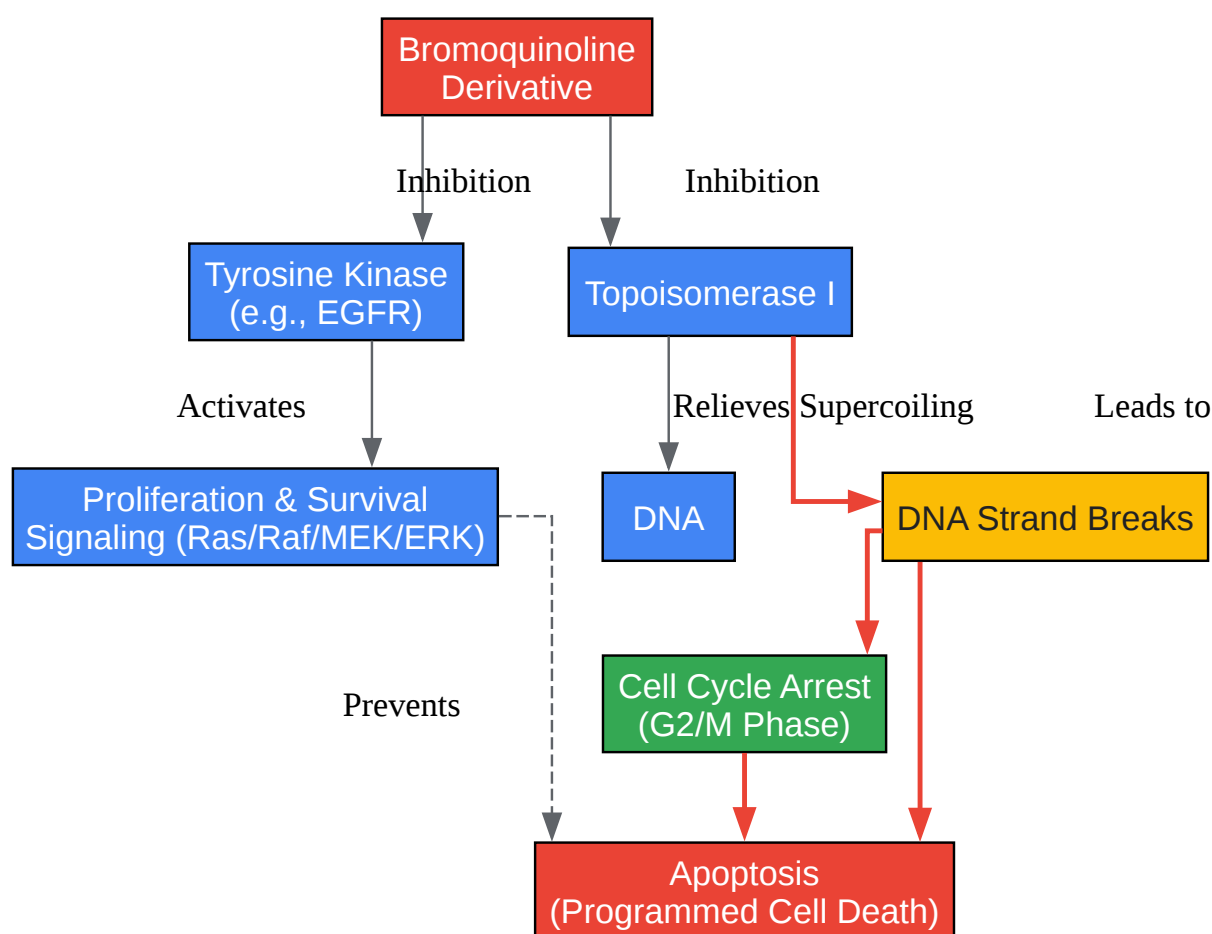 Bromoquinoline
Derivative
Inhibition
Inhibition
Tyrosine Kinase
(e.g., EGFR)
Topoisomerase I
Activates
Relieves Supercoiling
Leads to
Proliferation & Survival
Signaling (Ras/Raf/MEK/ERK)
DNA
DNA Strand Breaks
Cell Cycle Arrest
(G2/M Phase)
Prevents
Apoptosis
(Programmed Cell Death)